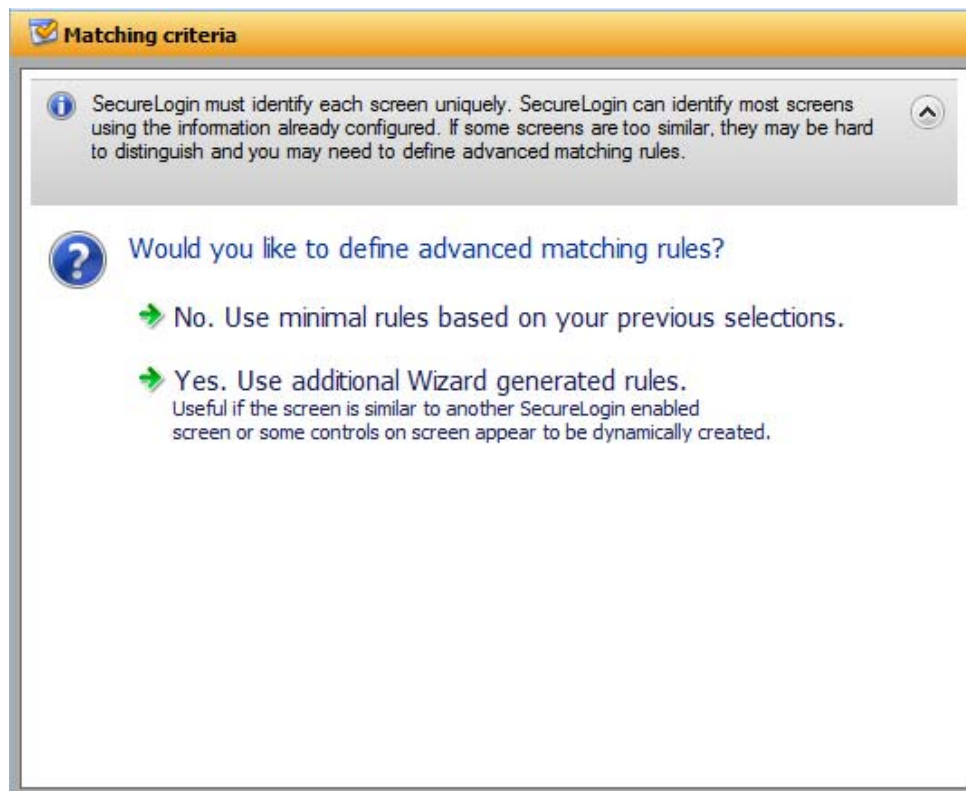 Matching criteria
SecureLogin must identify each screen uniquely. SecureLogin can identify most screens
using the information already configured. If some screens are too similar, they may be hard
to distinguish and you may need to define advanced matching rules.
Would you like to define advanced matching rules?
No. Use minimal rules based on your previous selections.
Yes. Use additional Wizard generated rules.
Useful if the screen is similar to another SecureLogin enabled
screen or some controls on screen appear to be dynamically created.